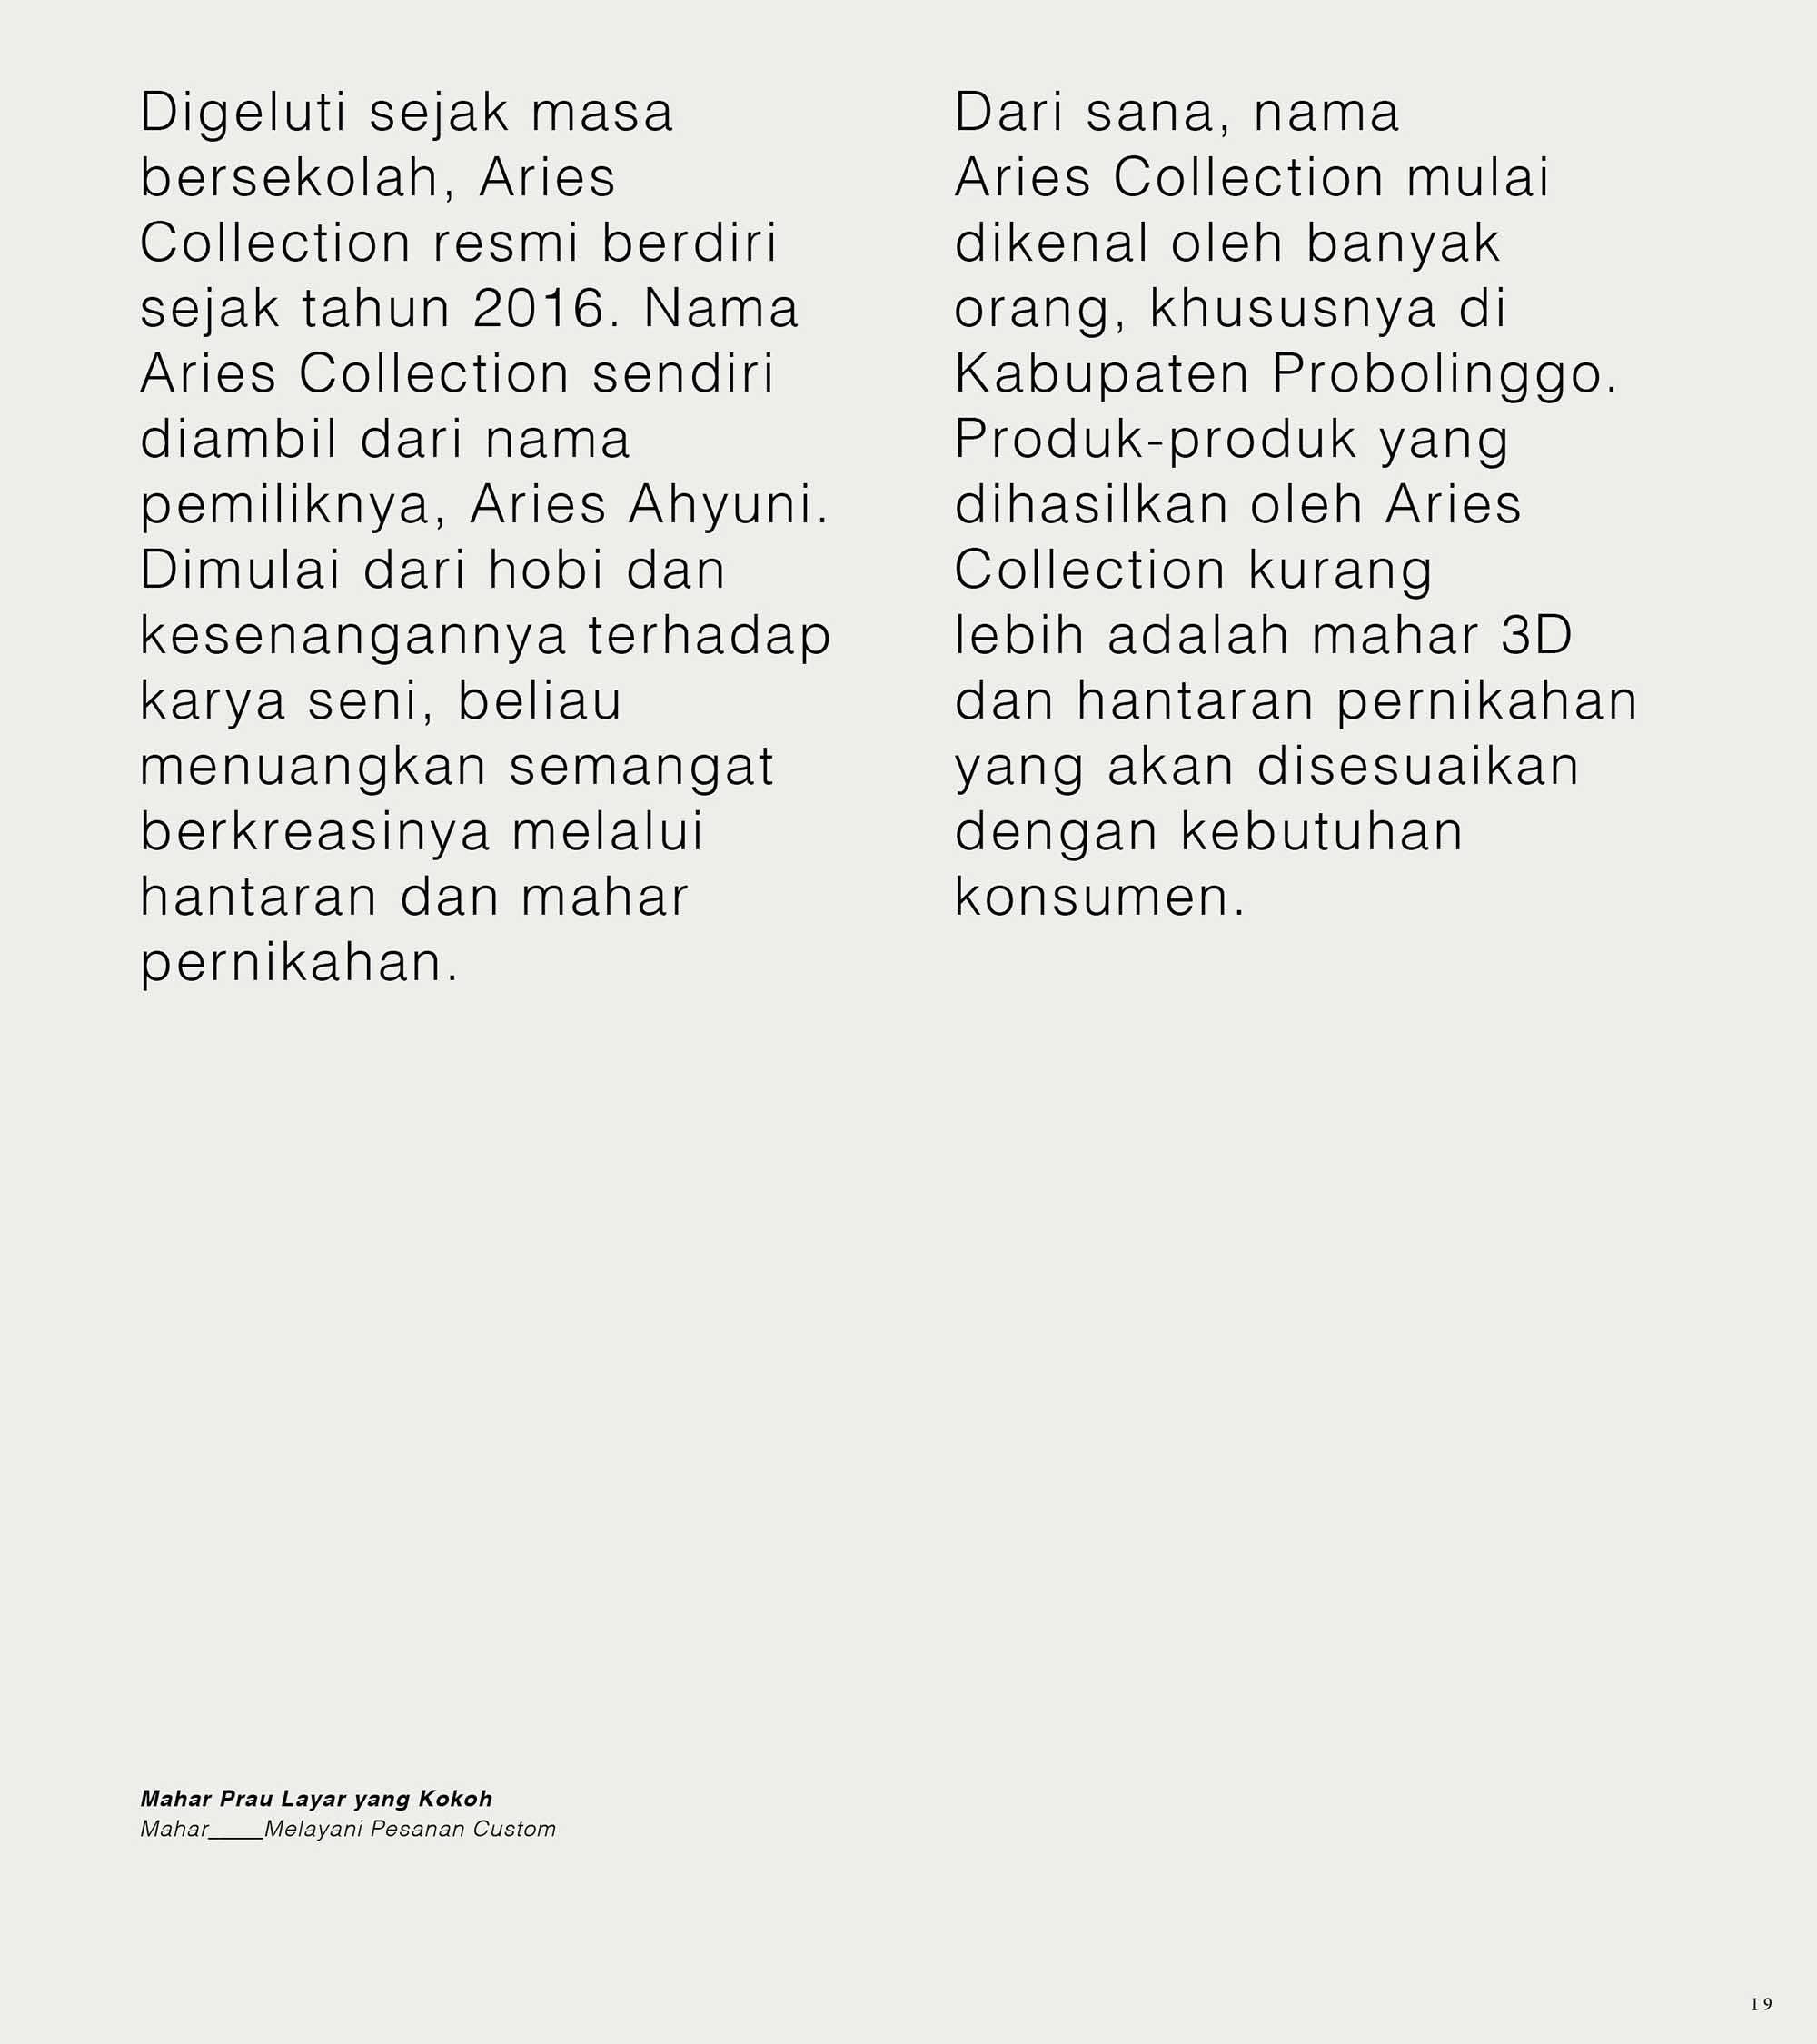 Digeluti sejak masa
bersekolah, Aries
Collection resmi berdiri
sejak tahun 2016. Nama
Aries Collection sendiri
diambil dari nama
pemiliknya, Aries Ahyuni.
Dimulai dari hobi dan
kesenangannya terhadap
karya seni, beliau
menuangkan semangat
berkreasinya melalui
hantaran dan mahar
pernikahan.
Dari sana, nama
Aries Collection mulai
dikenal oleh banyak
orang, khususnya di
Kabupaten Probolinggo.
Produk-produk yang
dihasilkan oleh Aries
Collection kurang
lebih adalah mahar 3D
dan hantaran pernikahan
yang akan disesuaikan
dengan kebutuhan
konsumen.
Mahar Prau Layar yang Kokoh
Mahar____Melayani Pesanan Custom
19